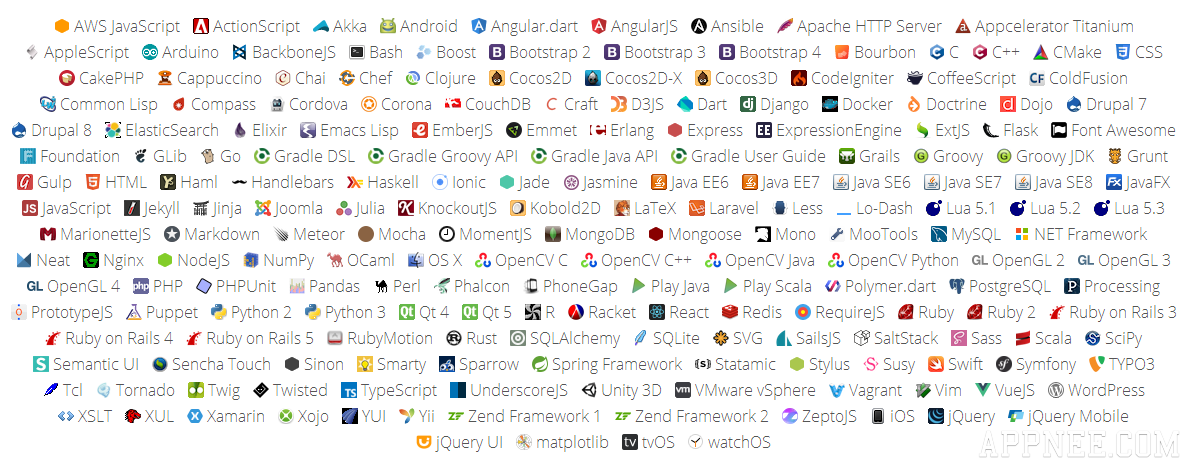 AWS JavaScript ActionScript Akka Android Angular.dart AngularJS Ansible Apache HTTP Server Appcelerator Titanium
AppleScript Arduino BackboneJS Bash Boost Bootstrap 2 Bootstrap 3 Bootstrap 4 Bourbon C C++ CMake CSS
CakePHP Cappuccino Chai Chef Clojure Cocos2D Cocos2D-X Cocos3D CodeIgniter CoffeeScript ColdFusion
Common Lisp Compass Cordova Corona CouchDB Craft D3JS Dart Django Docker Doctrine Dojo Drupal 7
Drupal 8 ElasticSearch Elixir Emacs Lisp EmberJS Emmet Erlang Express ExpressionEngine ExtJS Flask Font Awesome
Foundation GLib Go Gradle DSL Gradle Groovy API Gradle Java API Gradle User Guide Grails Groovy Groovy JDK Grunt
Gulp HTML Haml Handlebars Haskell Ionic Jade Jasmine Java EE6 Java EE7 Java SE6 Java SE7 Java SE8 JavaFX
JavaScript Jekyll Jinja Joomla Julia KnockoutJS Kobold2D LaTeX Laravel Less Lo-Dash Lua 5.1 Lua 5.2 Lua 5.3
MarionetteJS Markdown Meteor Mocha MomentJS MongoDB Mongoose Mono MooTools MySQL NET Framework
Neat Nginx NodeJS NumPy OCaml OS X OpenCV C OpenCV C++ OpenCV Java OpenCV Python OpenGL 2 OpenGL 3
OpenGL 4 PHP PHPUnit Pandas Perl Phalcon PhoneGap Play Java Play Scala Polymer.dart PostgreSQL Processing
PrototypeJS Puppet Python 2 Python 3 Qt 4 Qt 5 R Racket React Redis RequireJS Ruby Ruby 2 Ruby on Rails 3
Ruby on Rails 4 Ruby on Rails 5 RubyMotion Rust SQLAlchemy SQLite SVG SailsJS SaltStack Sass Scala SciPy
Semantic UI Sencha Touch Sinon Smarty Sparrow Spring Framework Statamic Stylus Susy Swift Symfony TYPO3
Tcl Tornado Twig Twisted TypeScript UnderscoreJS Unity 3D VMware vSphere Vagrant Vim VueJS WordPress
XSLT XUL Xamarin Xojo YUI Yii Zend Framework 1 Zend Framework 2 ZeptoJS iOS jQuery jQuery Mobile
jQuery UI matplotlib tvOS watchOS
APPNEE.COM